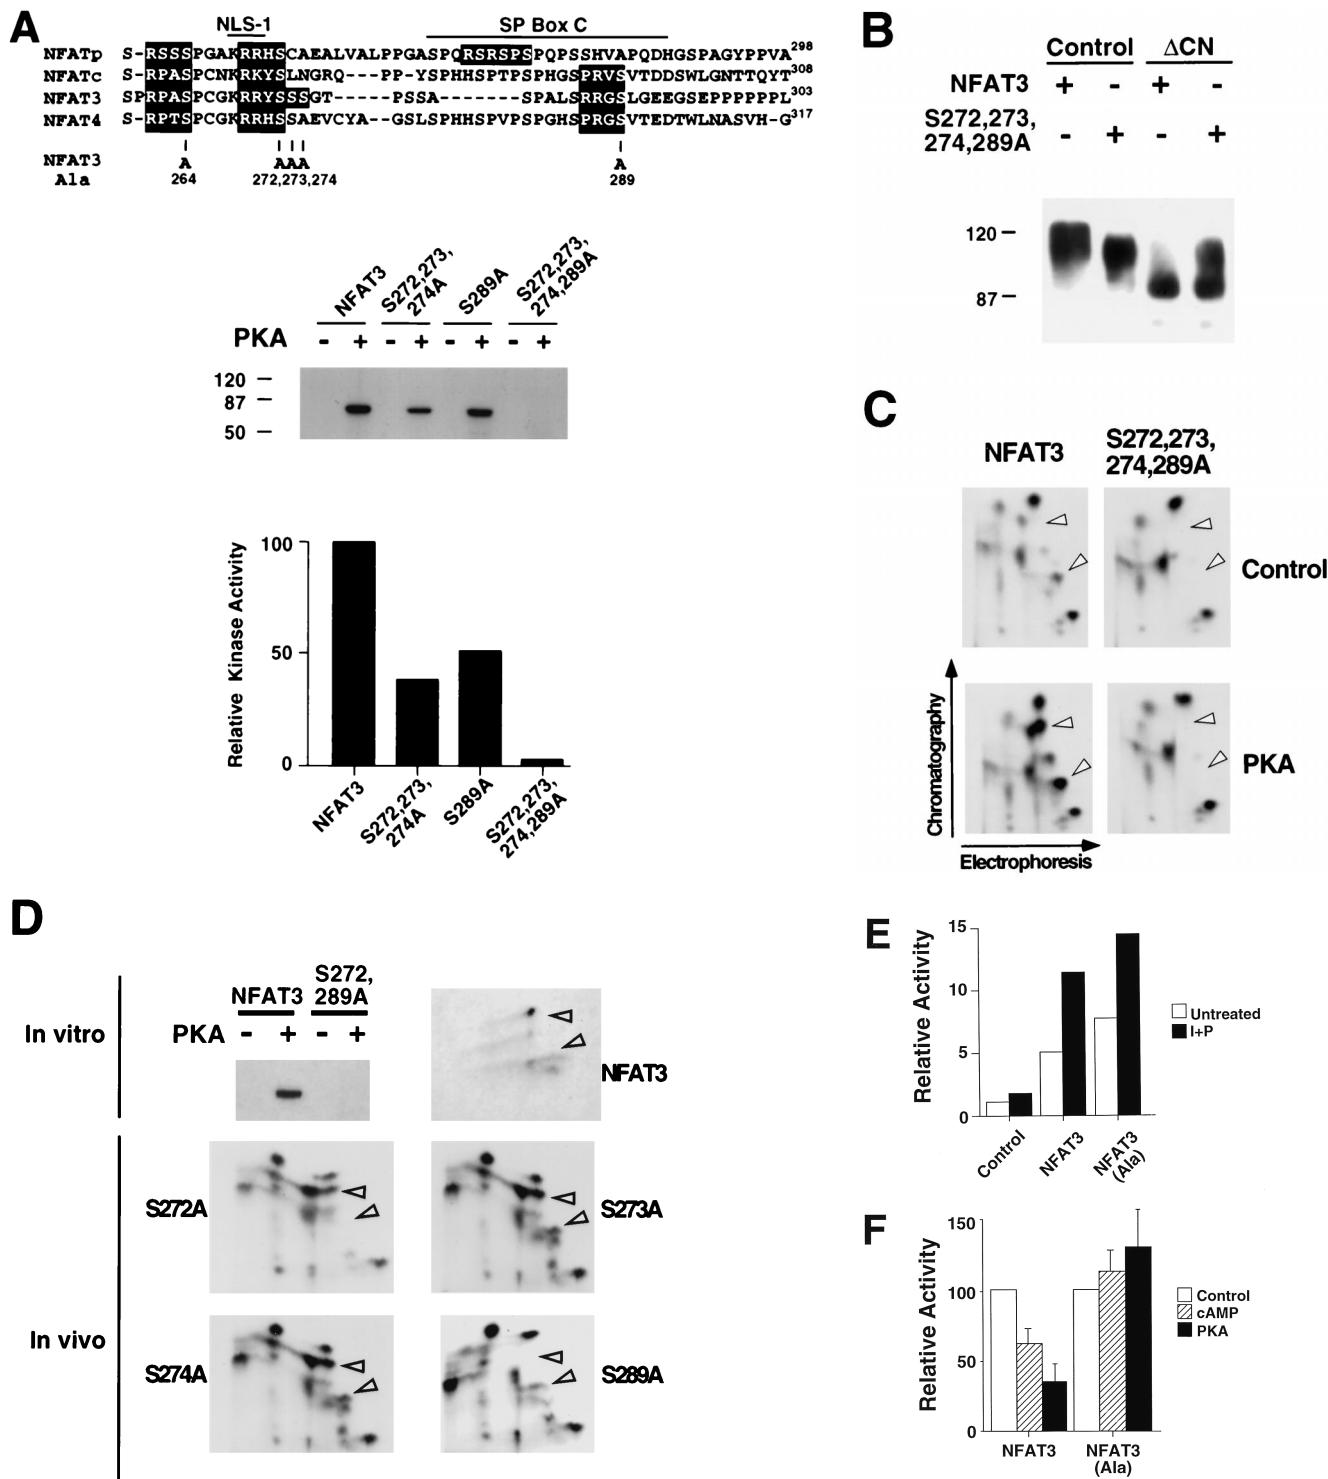 A
NLS-1 SP Box C
NFATp S-RSSSPGAKRRHSCAEALVALPPGASPQRSRSPSPQPSSHVAPQDHGSPAGYPPVA298
NFATc S-RPASPCNKRKYSLNGRQ---PP-YSPHHSPTPSPHGSPRVSVTDDSWLGNTTQYT308
NFAT3 SPRPASPCGKRRYSSSGT-----PSSA-------SPALSRRGSLGEEGSEPPPPPPL303
NFAT4 S-RPTSPCGKRRHSSAEVCYA--GSLSPHHSPVPSPGHSPRGSVTEDTWLNASVH-G317
NFAT3 A AAA A
Ala 264 272,273,274 289
NFAT3
S272,273,
274A
S289A
S272,273,
274,289A
PKA - + - + - + - +
120
87
50
Relative Kinase Activity
100
50
0
NFAT3
S272,273,
274A
S289A
S272,273,
274,289A
B
Control ΔCN
NFAT3 + - + -
S272,273,
274,289A - + - +
120
87
C
NFAT3
S272,273,
274,289A
Control
PKA
Chromatography
Electrophoresis
D
In vitro
NFAT3
S272,
289A
PKA - + - +
NFAT3
In vivo
S272A
S273A
S274A
S289A
E
Relative Activity
15
10
5
0
Control
NFAT3
NFAT3
(Ala)
Untreated
I+P
F
Relative Activity
150
100
50
0
NFAT3
NFAT3
(Ala)
Control
cAMP
PKA